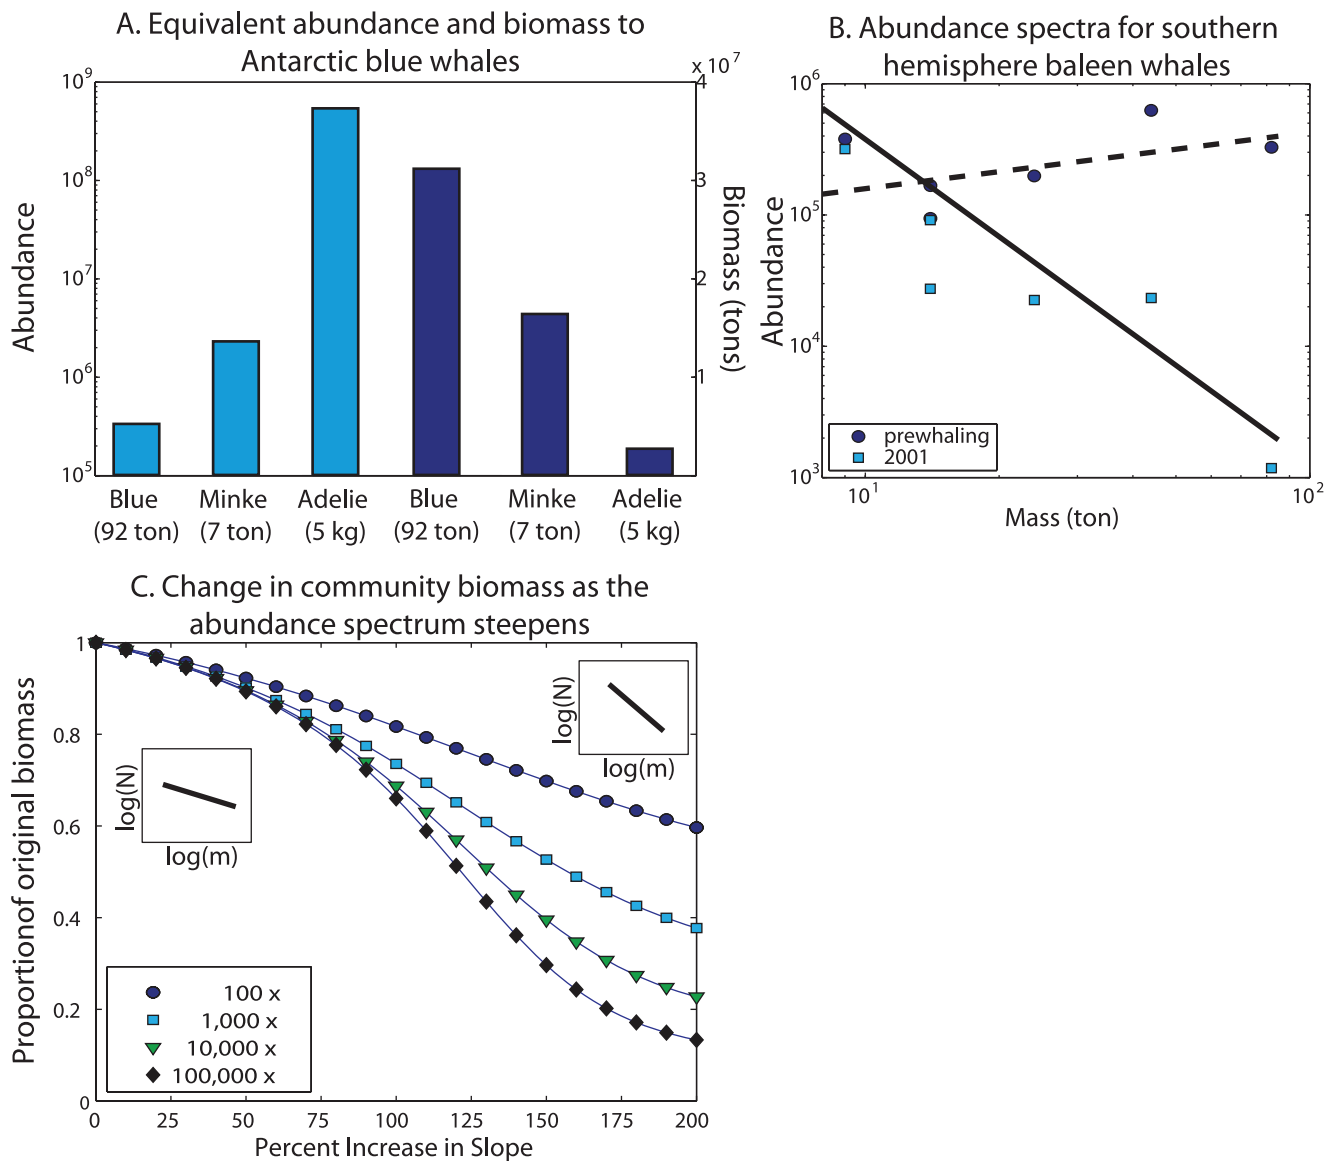 A. Equivalent abundance and biomass to
Antarctic blue whales
x 10⁷
10⁹
10⁸
10⁷
10⁶
10⁵
Abundance
4
3
2
1
Biomass (tons)
Blue
(92 ton)
Minke
(7 ton)
Adelie
(5 kg)
Blue
(92 ton)
Minke
(7 ton)
Adelie
(5 kg)
B. Abundance spectra for southern
hemisphere baleen whales
10⁶
10⁵
10⁴
10³
Abundance
prewhaling
2001
10¹
10²
Mass (ton)
C. Change in community biomass as the
abundance spectrum steepens
1
0.8
0.6
0.4
0.2
0
Proportionof original biomass
log(N)
log(m)
log(N)
log(m)
100 x
1,000 x
10,000 x
100,000 x
0
25
50
75
100
125
150
175
200
Percent Increase in Slope